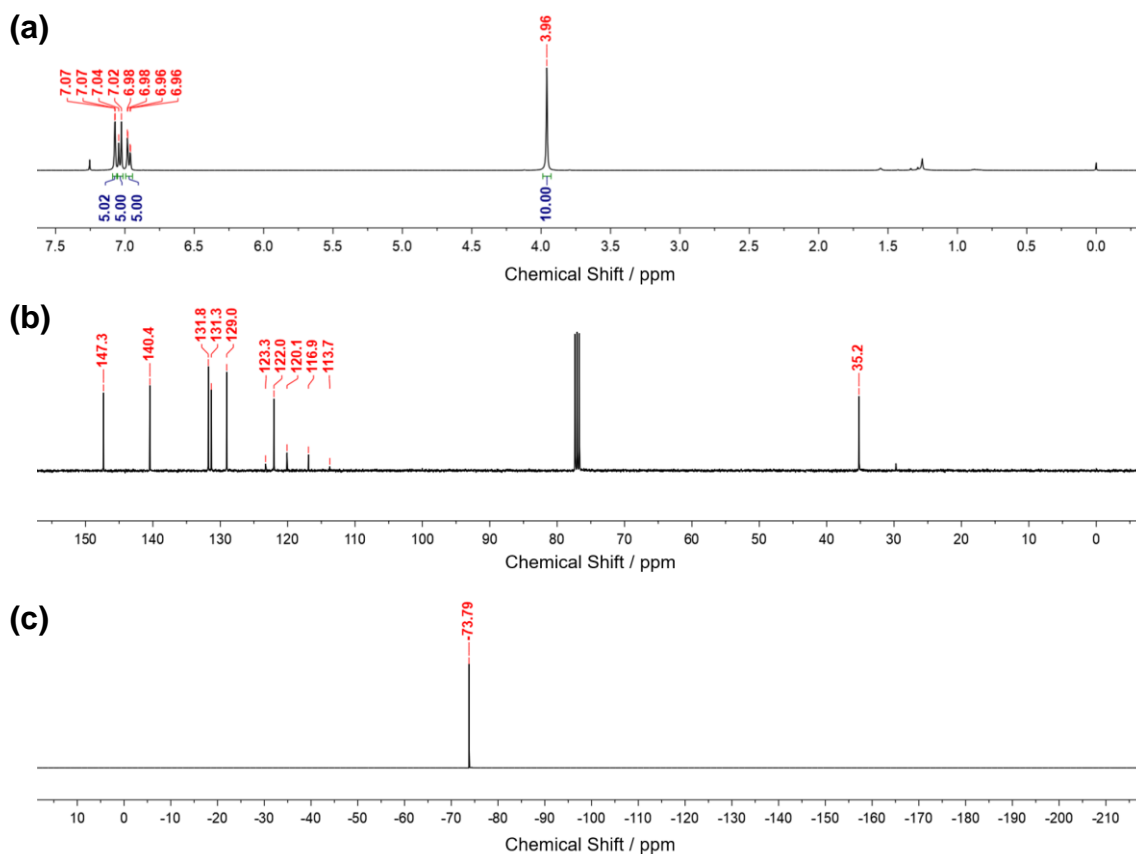 (a)
7.07 7.07 7.04 7.02 6.98 6.98 6.96 6.96
3.96
5.02 5.00 5.00
10.00
7.5 7.0 6.5 6.0 5.5 5.0 4.5 4.0 3.5 3.0 2.5 2.0 1.5 1.0 0.5 0.0
Chemical Shift / ppm
(b)
147.3 140.4 131.8 131.3 129.0 123.3 122.0 120.1 116.9 113.7
35.2
150 140 130 120 110 100 90 80 70 60 50 40 30 20 10 0
Chemical Shift / ppm
(c)
-73.79
10 0 -10 -20 -30 -40 -50 -60 -70 -80 -90 -100 -110 -120 -130 -140 -150 -160 -170 -180 -190 -200 -210
Chemical Shift / ppm